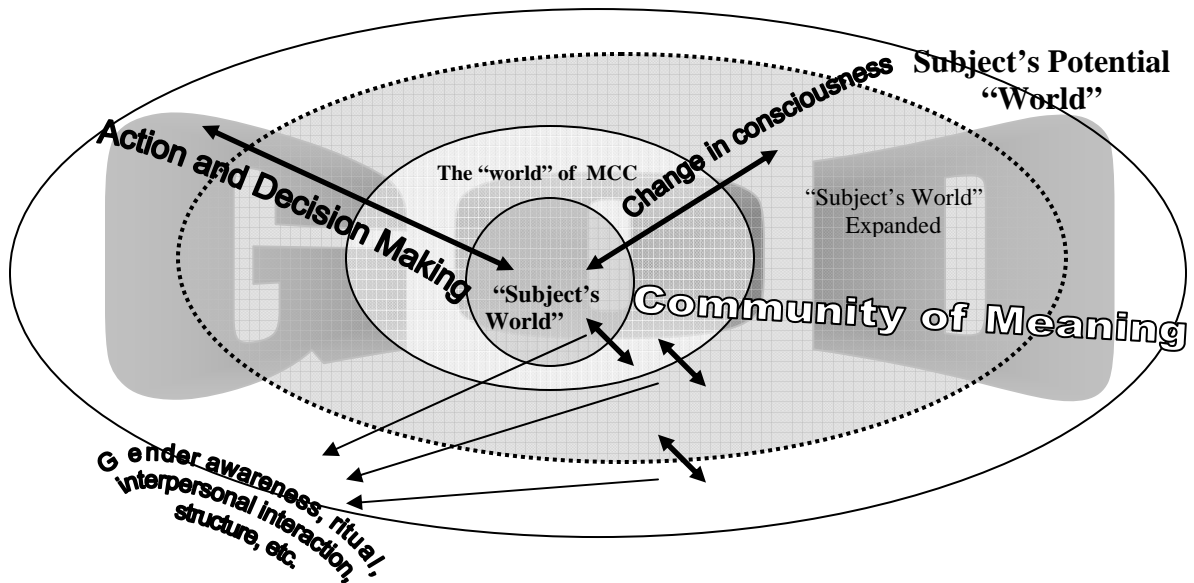 Subject’s Potential
“World”
Change in consciousness
Action and Decision Making
The “world” of MCC
“Subject’s World”
Expanded
GOD
“Subject’s
World”
Community of Meaning
Gender awareness, ritual,
interpersonal interaction,
structure, etc.